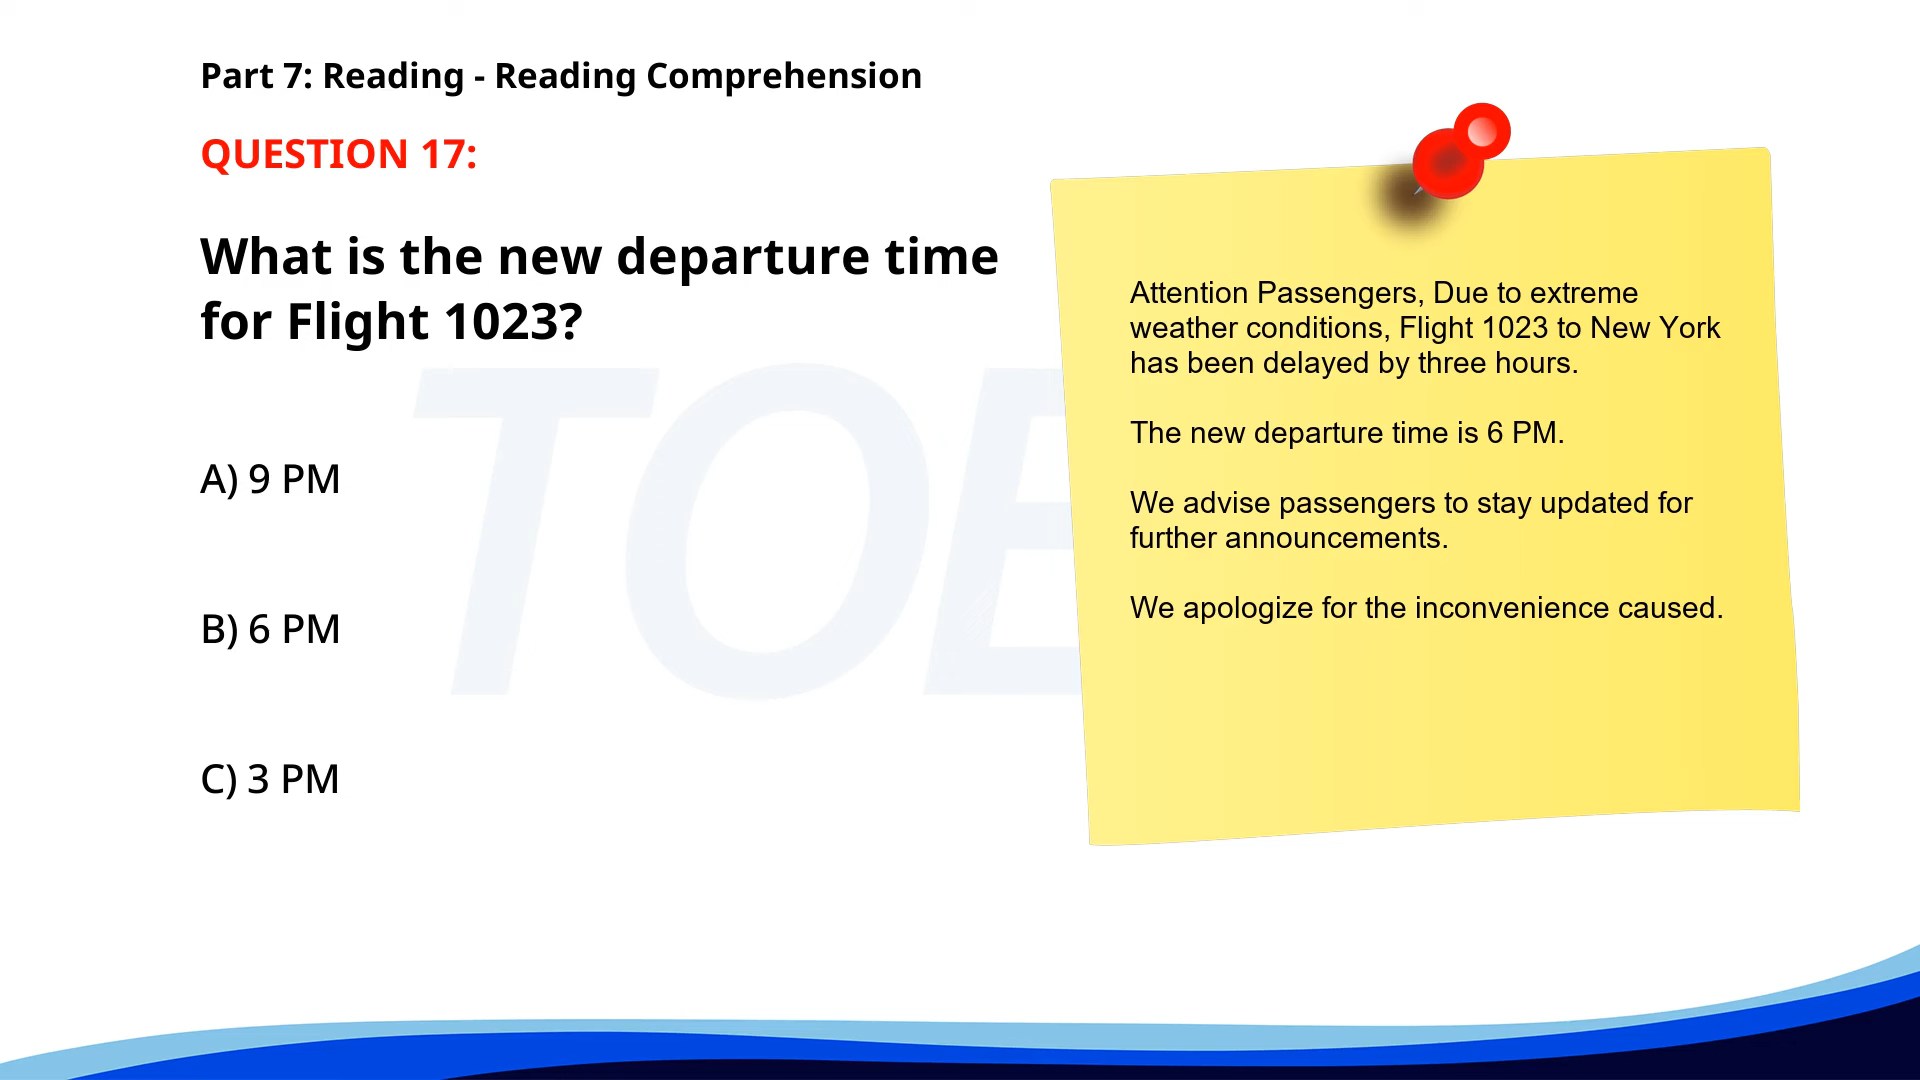 Part 7: Reading - Reading Comprehension
QUESTION 17:
What is the new departure time
for Flight 1023?
A) 9 PM
B) 6 PM
C) 3 PM
Attention Passengers, Due to extreme
weather conditions, Flight 1023 to New York
has been delayed by three hours.
The new departure time is 6 PM.
We advise passengers to stay updated for
further announcements.
We apologize for the inconvenience caused.
TOE